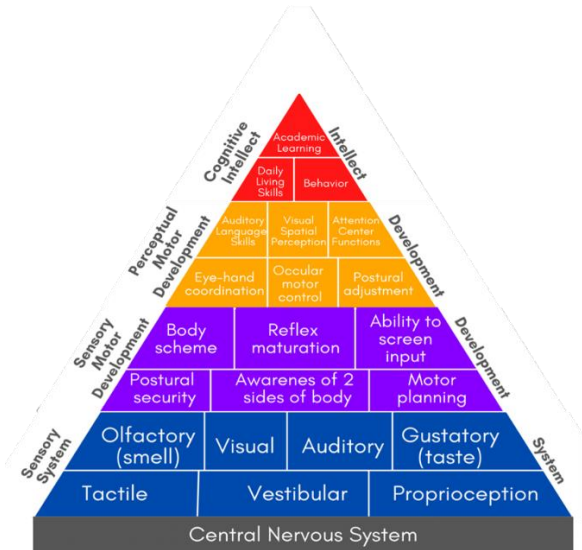 Academic
Learning
Daily
Living
Skills
Behavior
Cognitive
Intellect
Intellect
Auditory
Language
Skills
Visual
Spatial
Perception
Attention
Center
Functions
Eye-hand
coordination
Occular
motor
control
Postural
adjustment
Perceptual
Motor
Development
Development
Body
scheme
Reflex
maturation
Ability to
screen
input
Postural
security
Awarenes of 2
sides of body
Motor
planning
Sensory
Motor
Development
Development
Olfactory
(smell)
Visual
Auditory
Gustatory
(taste)
Tactile
Vestibular
Proprioception
Sensory
System
System
Central Nervous System